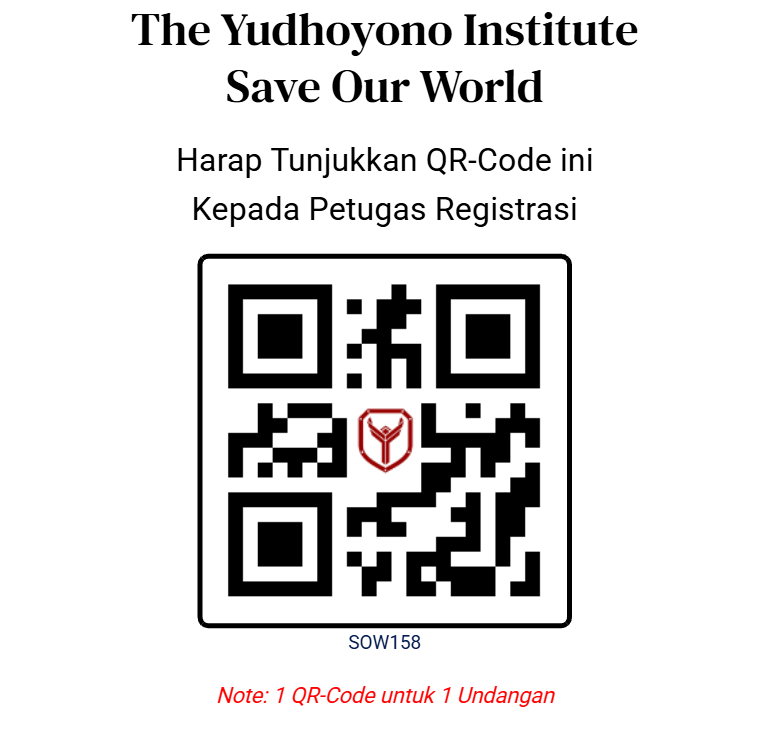 The Yudhoyono Institute
Save Our World
Harap Tunjukkan QR-Code ini
Kepada Petugas Registrasi
SOW158
Note: 1 QR-Code untuk 1 Undangan